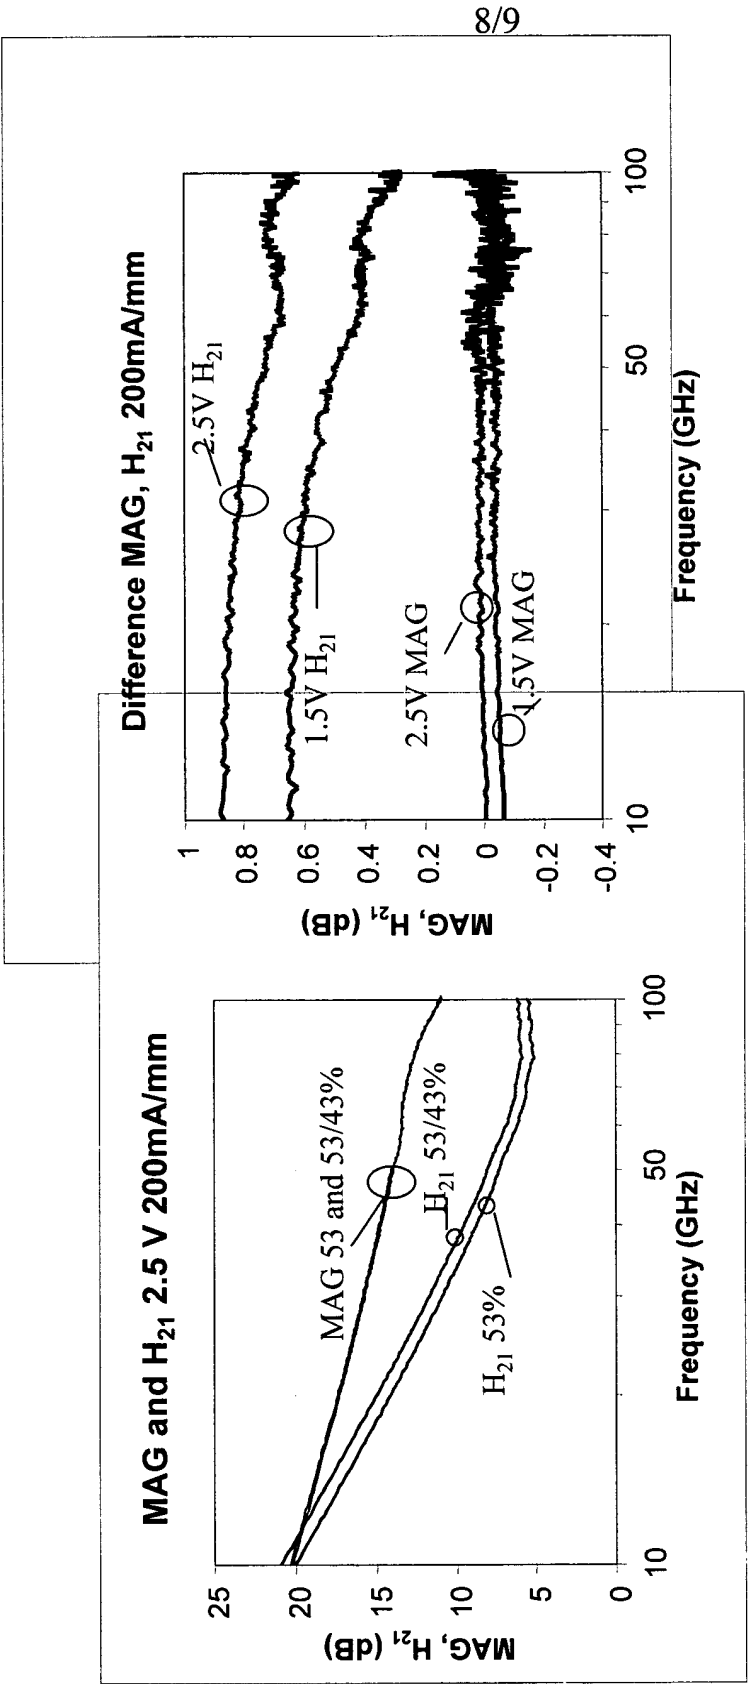 8/9
MAG and H21 2.5 V 200mA/mm
MAG, H21 (dB)
25
20
15
10
5
0
MAG 53 and 53/43%
H21 53/43%
H21 53%
10
50
100
Frequency (GHz)
Difference MAG, H21 200mA/mm
MAG, H21 (dB)
1
0.8
0.6
0.4
0.2
0
-0.2
-0.4
2.5V H21
1.5V H21
2.5V MAG
1.5V MAG
10
50
100
Frequency (GHz)